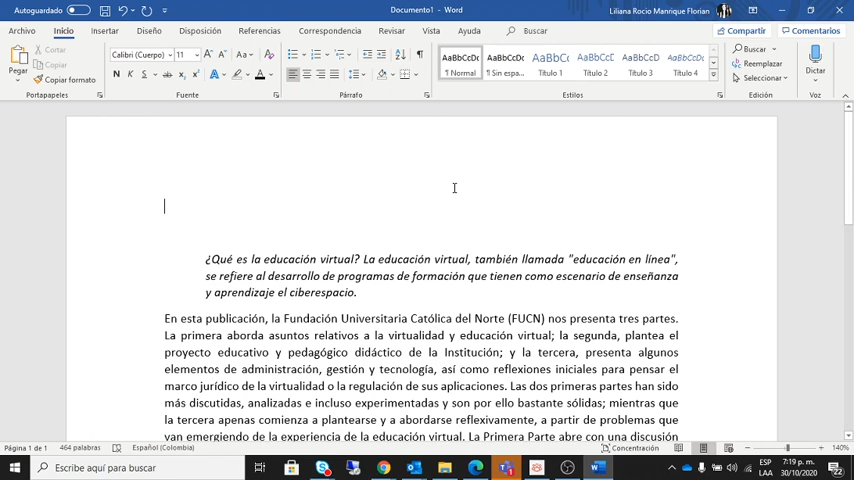 Autoguardado
Documento1 - Word
Liliana Rocio Manrique Florian
Archivo Inicio Insertar Diseño Disposición Referencias Correspondencia Revisar Vista Ayuda Buscar
Compartir Comentarios
Pegar
Cortar
Copiar
Copiar formato
Portapapeles
Calibri (Cuerpo) 11
Fuente
Párrafo
AaBbCcDc AaBbCcDc AaBbCc AaBbCcC AaBbCcD AaBbCcDc
¶ Normal ¶ Sin espa... Título 1 Título 2 Título 3 Título 4
Estilos
Buscar
Reemplazar
Seleccionar
Edición
Dictar
Voz
¿Qué es la educación virtual? La educación virtual, también llamada "educación en línea",
se refiere al desarrollo de programas de formación que tienen como escenario de enseñanza
y aprendizaje el ciberespacio.
En esta publicación, la Fundación Universitaria Católica del Norte (FUCN) nos presenta tres partes.
La primera aborda asuntos relativos a la virtualidad y educación virtual; la segunda, plantea el
proyecto educativo y pedagógico didáctico de la Institución; y la tercera, presenta algunos
elementos de administración, gestión y tecnología, así como reflexiones iniciales para pensar el
marco jurídico de la virtualidad o la regulación de sus aplicaciones. Las dos primeras partes han sido
más discutidas, analizadas e incluso experimentadas y son por ello bastante sólidas; mientras que
la tercera apenas comienza a plantearse y a abordarse reflexivamente, a partir de problemas que
van emergiendo de la experiencia de la educación virtual. La Primera Parte abre con una discusión
Página 1 de 1 464 palabras Español (Colombia) Concentración 140%
Escribe aquí para buscar
ESP
LAA
7:19 p. m.
30/10/2020
22